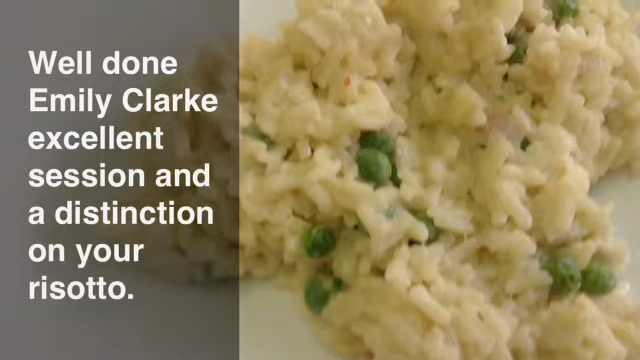 Well done
Emily Clarke
excellent
session and
a distinction
on your
risotto.